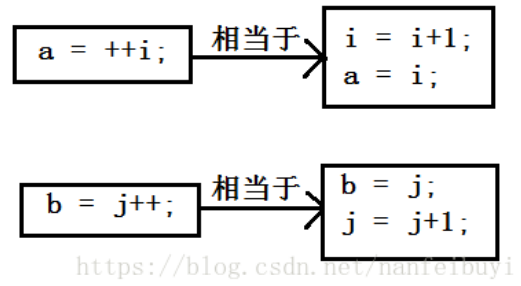 a = ++i;
相当于
i = i+1;
a = i;
b = j++;
相当于
b = j;
j = j+1;
https://blog.csdn.net/nanfeibuyi